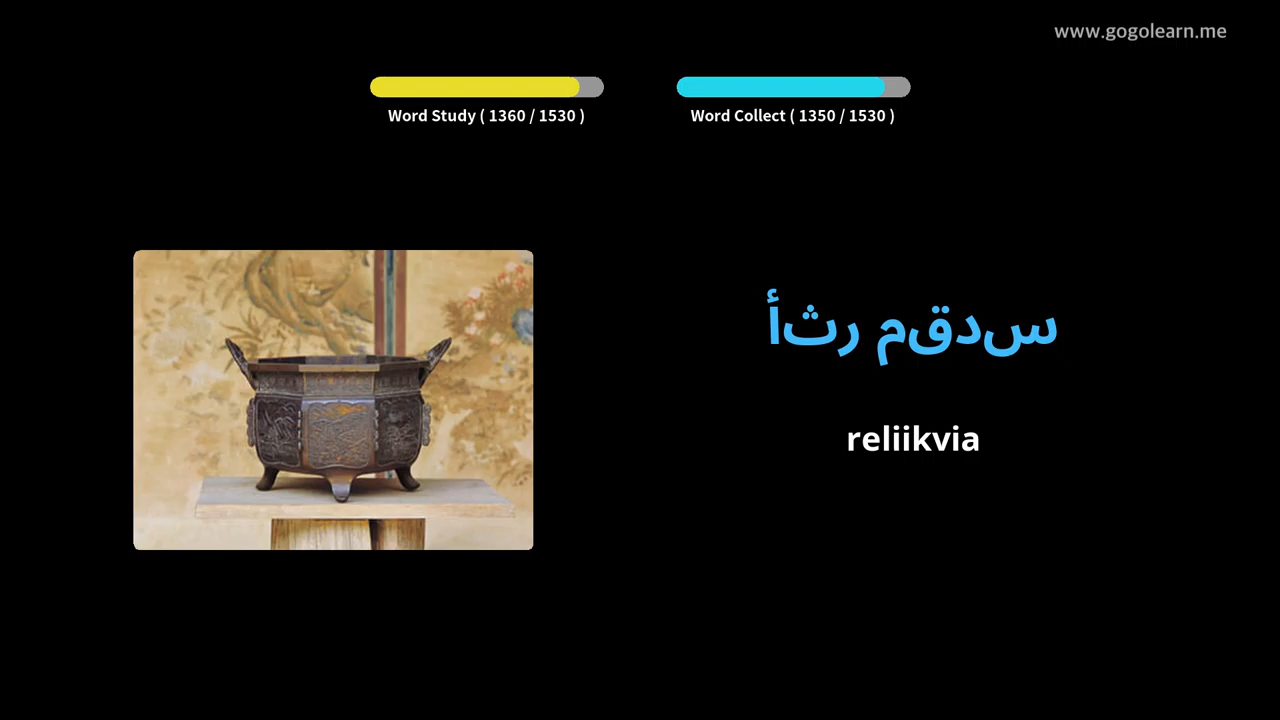 www.gogolearn.me
Word Study ( 1360 / 1530 )
Word Collect ( 1350 / 1530 )
أثر مقدس
reliikvia